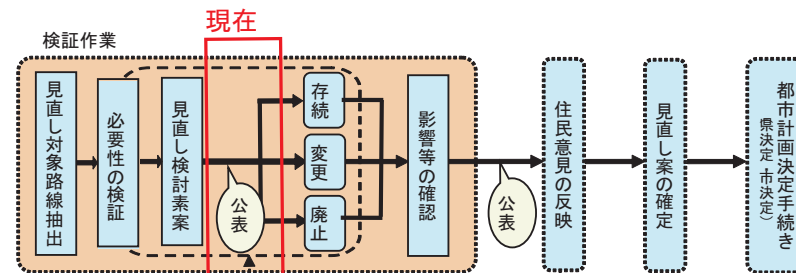 現在
検証作業
見直し対象路線抽出
必要性の検証
見直し検討素案
公表
存続
変更
廃止
影響等の確認
公表
住民意見の反映
見直し案の確定
都市計画決定手続き
県決定 市決定）